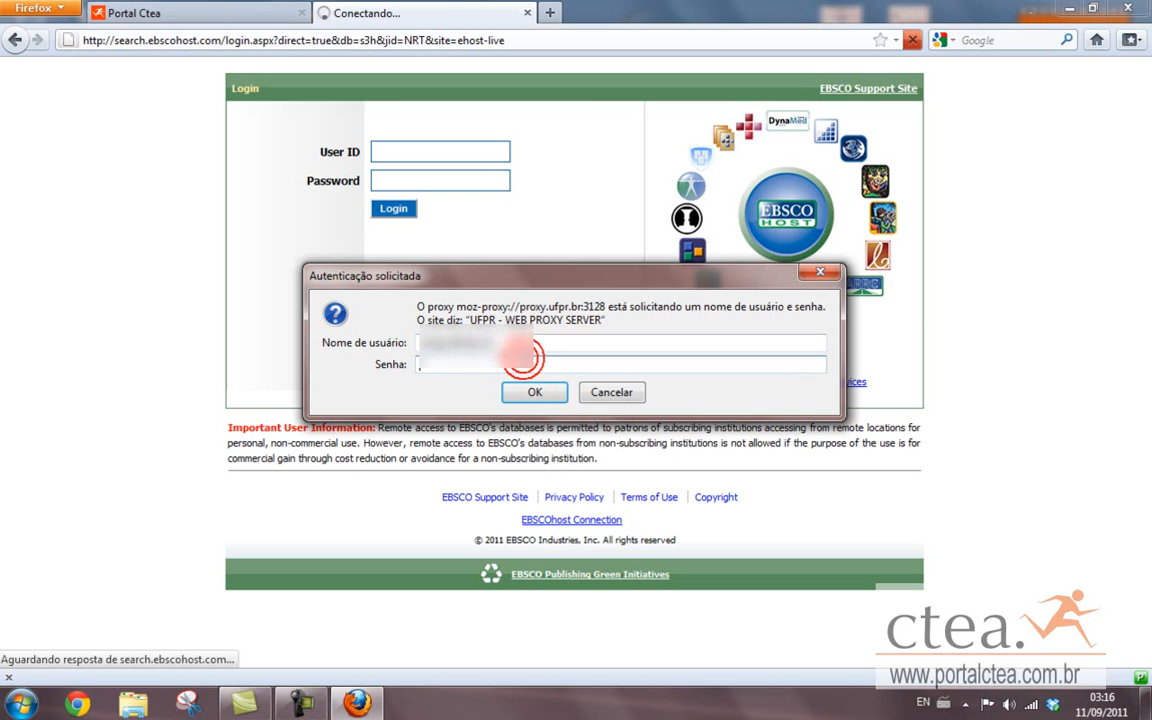 Firefox
Portal Ctea
Conectando...
http://search.ebscohost.com/login.aspx?direct=true&db=s3h&jid=NRT&site=ehost-live
Google
Login
EBSCO Support Site
User ID
Password
Login
DynaMed
EBSCO
HOST
Autenticação solicitada
O proxy moz-proxy://proxy.ufpr.br:3128 está solicitando um nome de usuário e senha.
O site diz: "UFPR - WEB PROXY SERVER"
Nome de usuário:
Senha:
OK
Cancelar
Important User Information: Remote access to EBSCO's databases is permitted to patrons of subscribing institutions accessing from remote locations for
personal, non-commercial use. However, remote access to EBSCO's databases from non-subscribing institutions is not allowed if the purpose of the use is for
commercial gain through cost reduction or avoidance for a non-subscribing institution.
EBSCO Support Site
Privacy Policy
Terms of Use
Copyright
EBSCOhost Connection
© 2011 EBSCO Industries, Inc. All rights reserved
EBSCO Publishing Green Initiatives
ctea.
www.portalctea.com.br
Aguardando resposta de search.ebscohost.com...
EN
03:16
11/09/2011